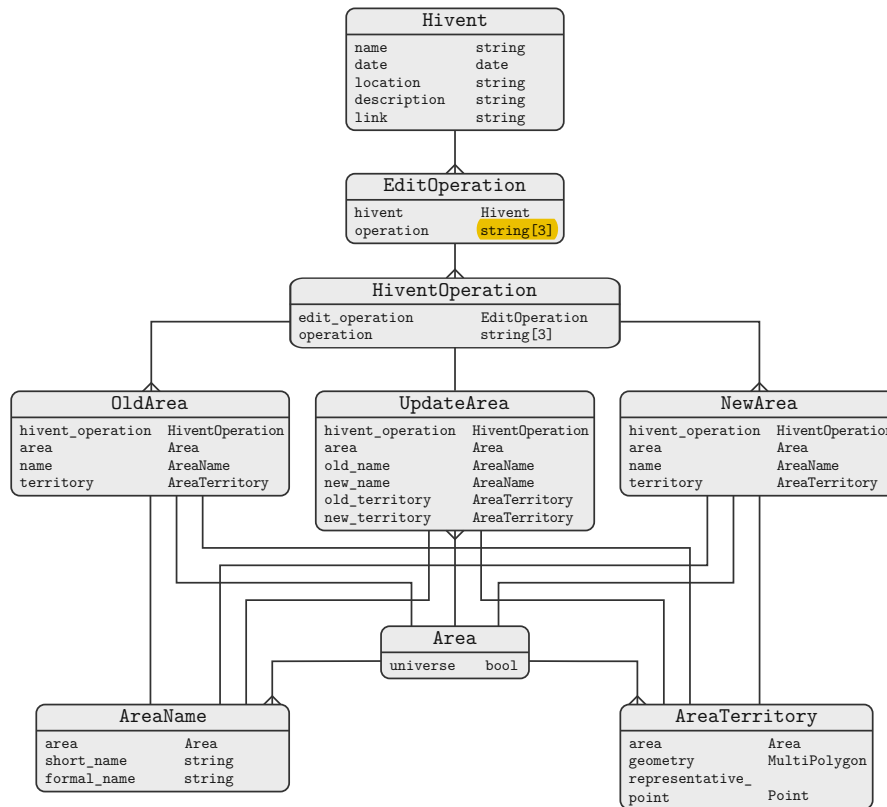 Hivent
name string
date date
location string
description string
link string
EditOperation
hivent Hivent
operation string[3]
HiventOperation
edit_operation EditOperation
operation string[3]
OldArea
hivent_operation HiventOperation
area Area
name AreaName
territory AreaTerritory
UpdateArea
hivent_operation HiventOperation
area Area
old_name AreaName
new_name AreaName
old_territory AreaTerritory
new_territory AreaTerritory
NewArea
hivent_operation HiventOperation
area Area
name AreaName
territory AreaTerritory
Area
universe bool
AreaName
area Area
short_name string
formal_name string
AreaTerritory
area Area
geometry MultiPolygon
representative_
point Point